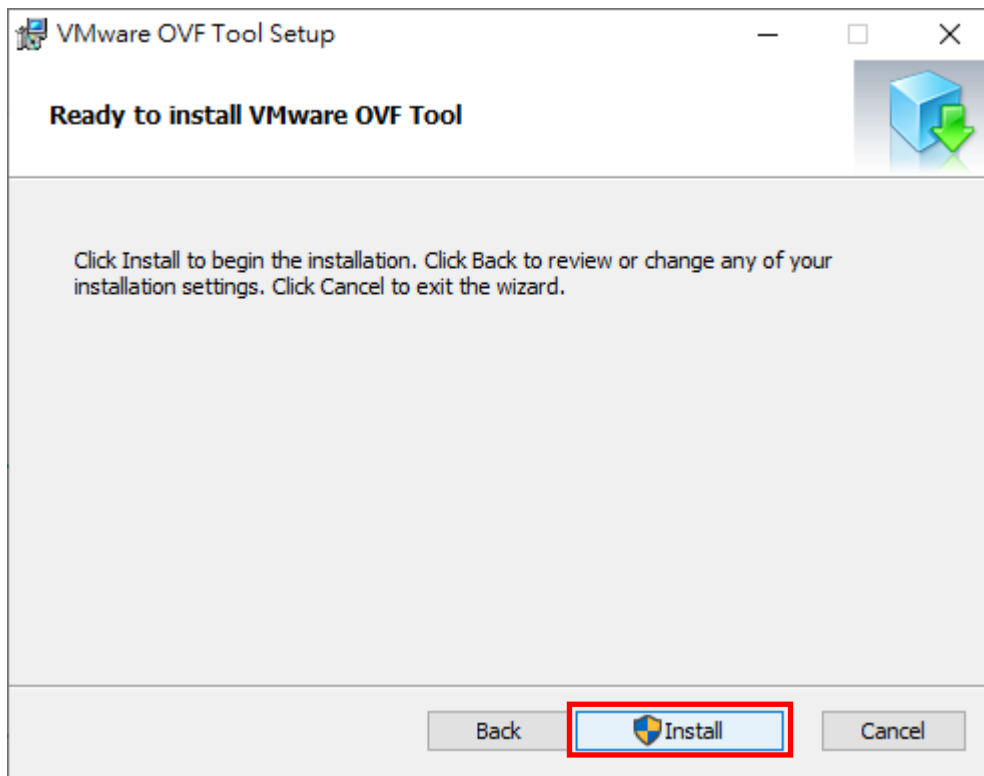 VMware OVF Tool Setup
Ready to install VMware OVF Tool
Click Install to begin the installation. Click Back to review or change any of your
installation settings. Click Cancel to exit the wizard.
Back
Install
Cancel